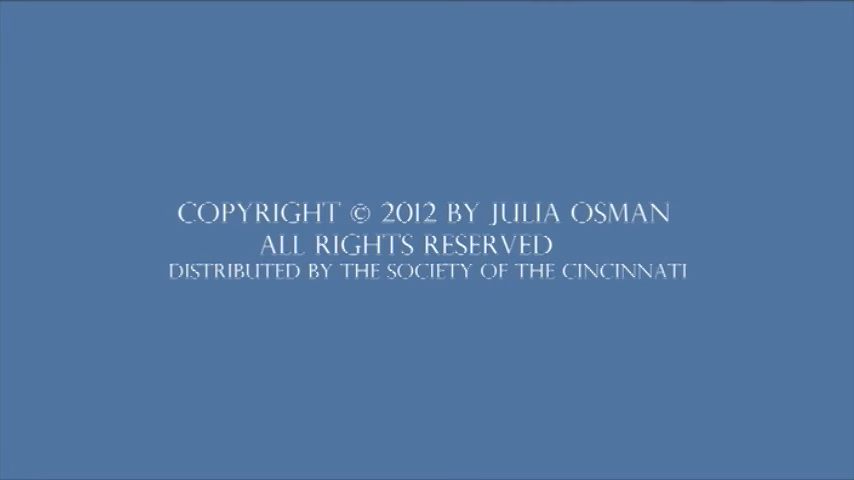 COPYRIGHT © 2012 BY JULIA OSMAN
ALL RIGHTS RESERVED
DISTRIBUTED BY THE SOCIETY OF THE CINCINNATI